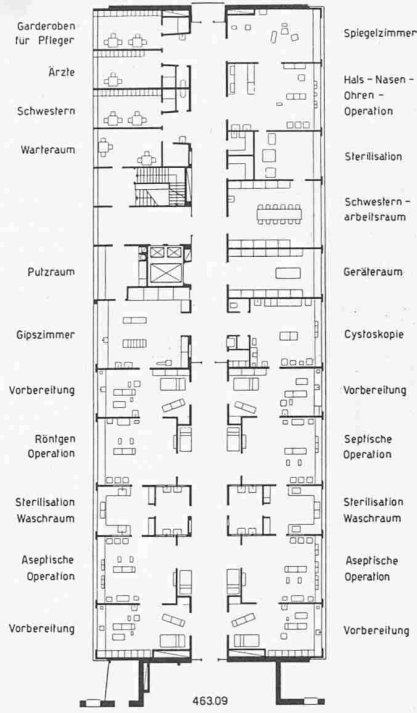 Garderoben
für Pfleger
Ärzte
Schwestern
Warteraum
Putzraum
Gipszimmer
Vorbereitung
Röntgen
Operation
Sterilisation
Waschraum
Aseptische
Operation
Vorbereitung
Spiegelzimmer
Hals – Nasen –
Ohren –
Operation
Sterilisation
Schwestern –
arbeitsraum
Geräteraum
Cystoskopie
Vorbereitung
Septische
Operation
Sterilisation
Waschraum
Aseptische
Operation
Vorbereitung
463.09